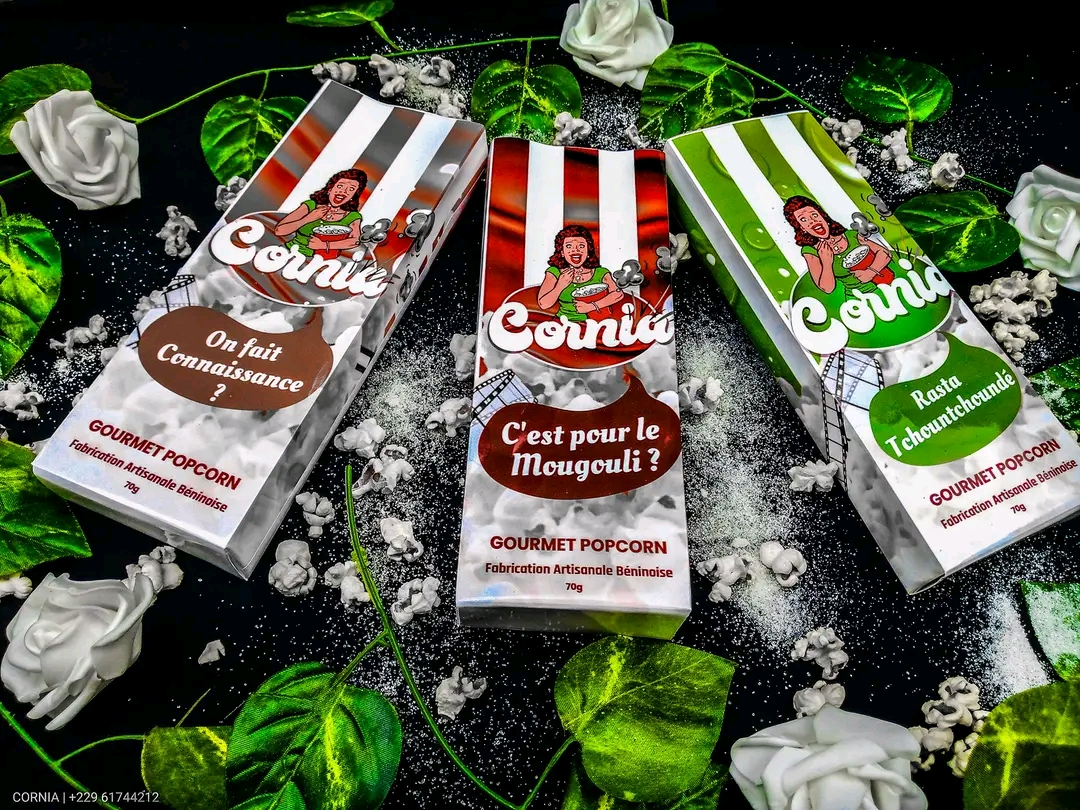 Cornia
On fait
Connaissance
?
GOURMET POPCORN
Fabrication Artisanale Béninoise
70g
Cornia
C'est pour le
Mougouli ?
GOURMET POPCORN
Fabrication Artisanale Béninoise
70g
Cornia
Rasta
Tchountchoundé
GOURMET POPCORN
Fabrication Artisanale Béninoise
70g
CORNIA | +229 61744212